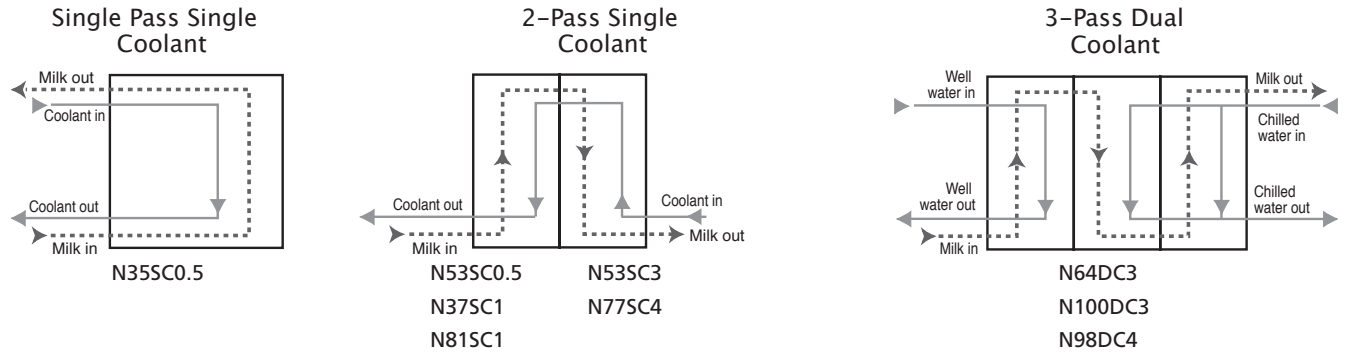 Single Pass Single
Coolant
Milk out
Coolant in
Coolant out
Milk in
N35SC0.5
2-Pass Single
Coolant
Coolant out
Coolant in
Milk in
Milk out
N53SC0.5 N53SC3
N37SC1 N77SC4
N81SC1
3-Pass Dual
Coolant
Well
water in
Milk out
Chilled
water in
Well
water out
Chilled
water out
Milk in
N64DC3
N100DC3
N98DC4